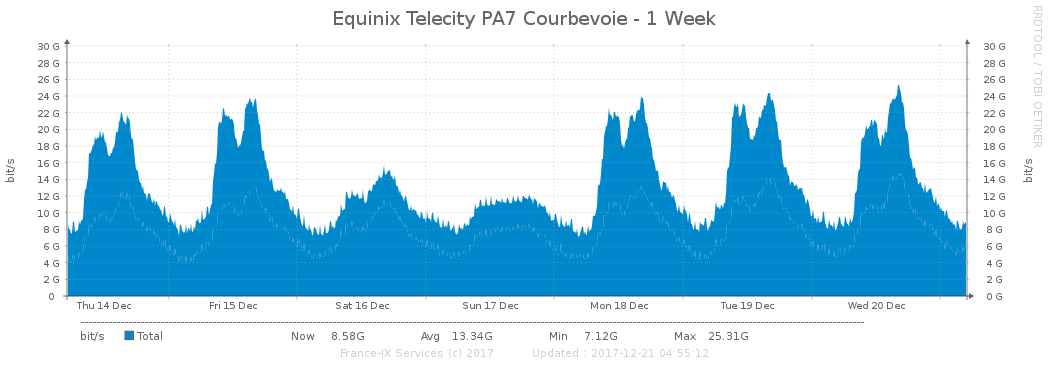 Equinix Telecity PA7 Courbevoie - 1 Week
RRDTOOL / TOBI OETIKER
bit/s
30 G 30 G
28 G 28 G
26 G 26 G
24 G 24 G
22 G 22 G
20 G 20 G
18 G 18 G
16 G 16 G
14 G 14 G
12 G 12 G
10 G 10 G
8 G 8 G
6 G 6 G
4 G 4 G
2 G 2 G
0 0 G
bit/s
Thu 14 Dec Fri 15 Dec Sat 16 Dec Sun 17 Dec Mon 18 Dec Tue 19 Dec Wed 20 Dec
bit/s Total Now 8.58G Avg 13.34G Min 7.12G Max 25.31G
France-IX Services (c) 2017 Updated : 2017-12-21 04:55:12